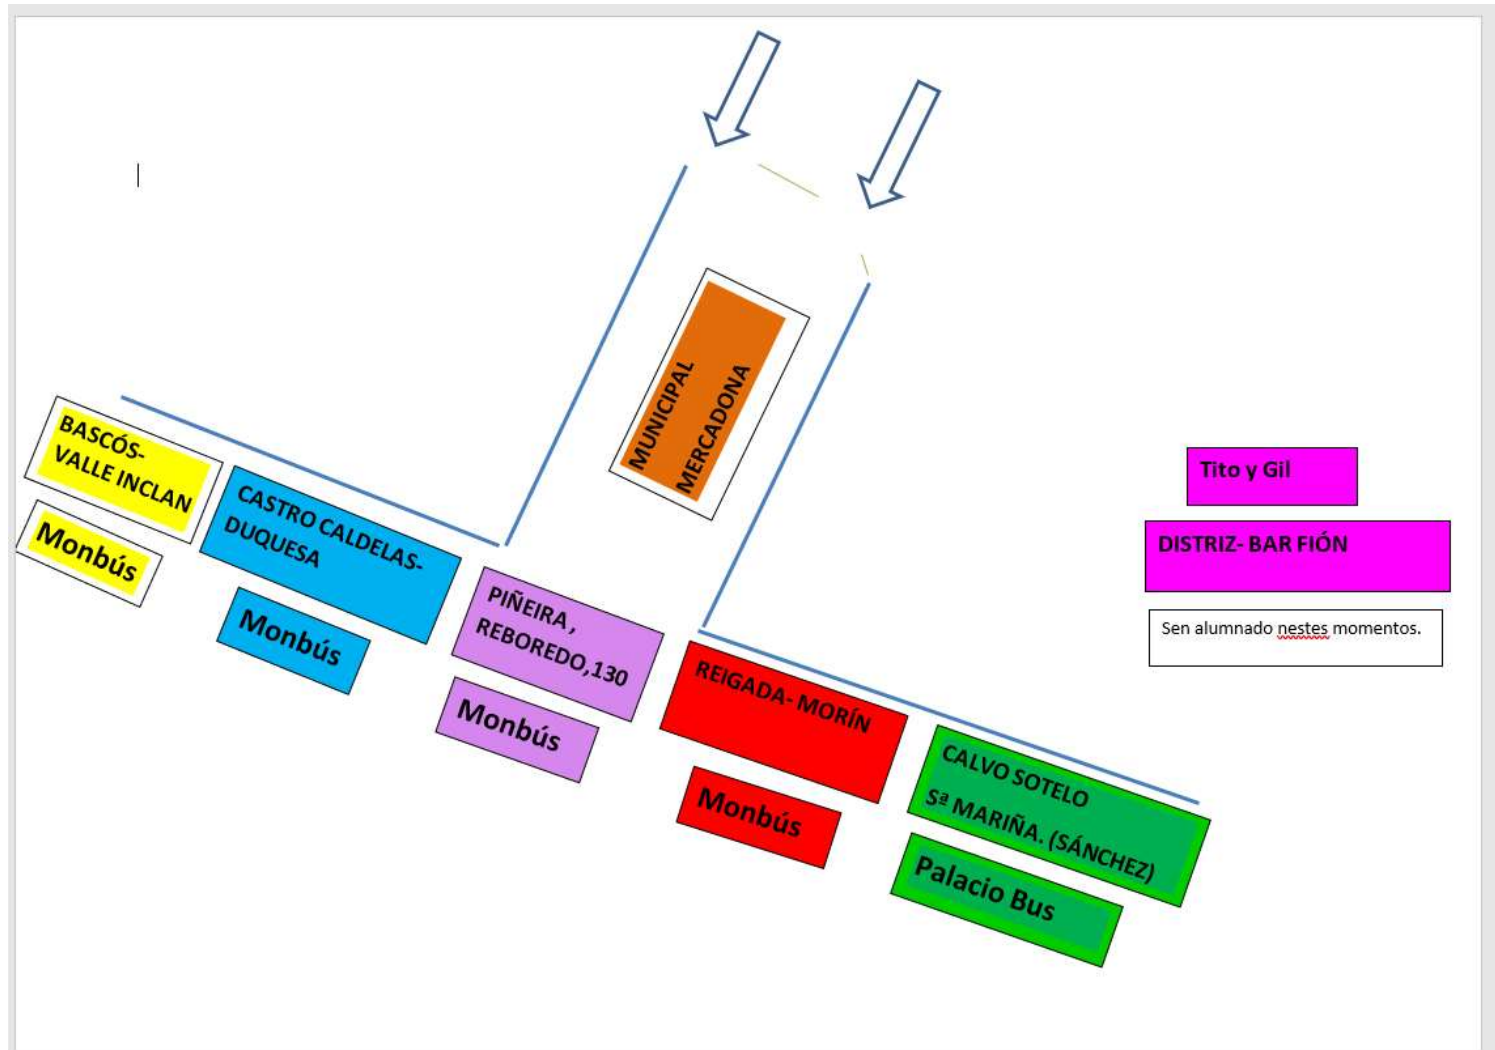 MUNICIPAL
MERCADONA
BASCÓS-
VALLE INCLAN
Monbús
CASTRO CALDELAS-
DUQUESA
Monbús
PIÑEIRA ,
REBOREDO,130
Monbús
REiGADA- MORÍN
Monbús
CALVO SOTELO
Sª MARIÑA. (SÁNCHEZ)
Palacio Bus
Tito y Gil
DISTRIZ- BAR FIÓN
Sen alumnado nestes momentos.